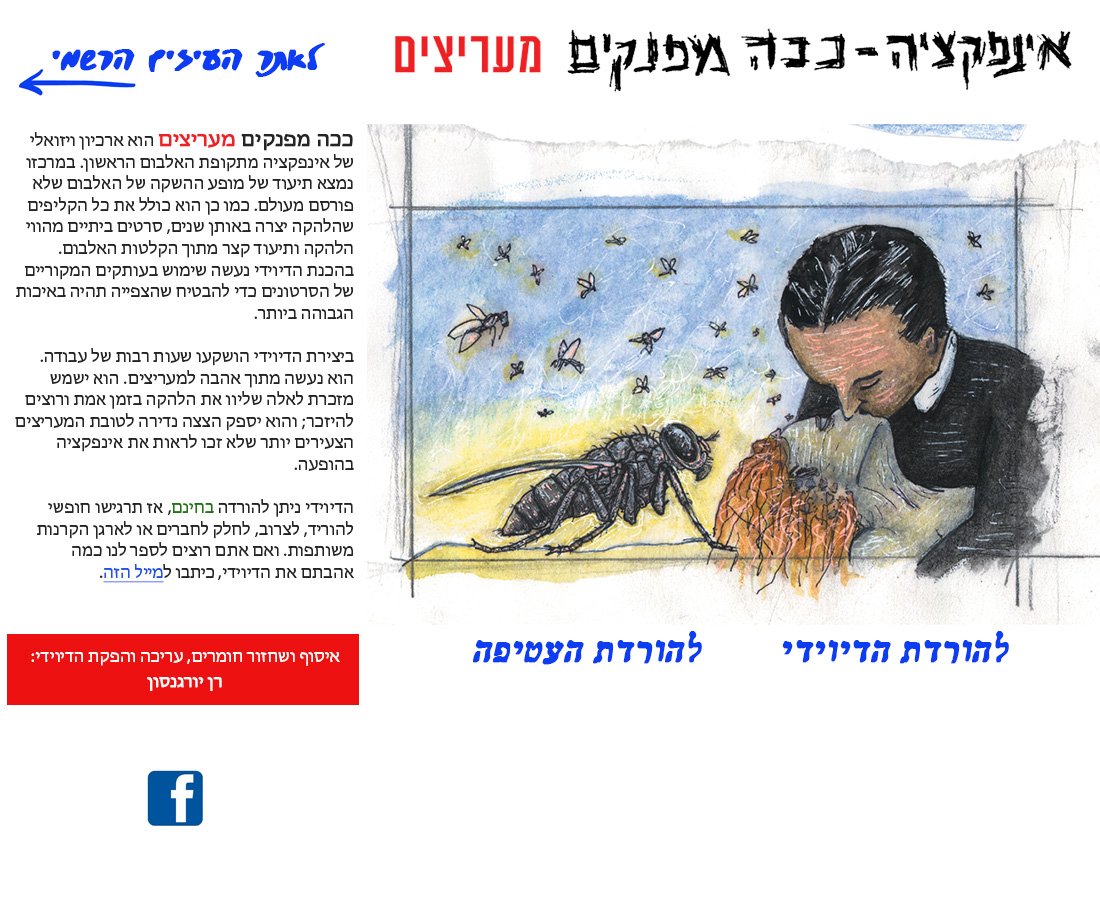 אינפקציה - ככה מפנקים מעריצים
לאתר העיזים הרשמי
ככה מפנקים מעריצים הוא ארכיון ויזואלי
של אינפקציה מתקופת האלבום הראשון. במרכזו
נמצא תיעוד של מופע ההשקה של האלבום שלא
פורסם מעולם. כמו כן הוא כולל את כל הקליפים
שהלהקה יצרה באותן שנים, סרטים ביתיים מהווי
הלהקה ותיעוד קצר מתוך הקלטות האלבום.
בהכנת הדיוידי נעשה שימוש בעותקים המקוריים
של הסרטונים כדי להבטיח שהצפייה תהיה באיכות
הגבוהה ביותר.
ביצירת הדיוידי הושקעו שעות רבות של עבודה.
הוא נעשה מתוך אהבה למעריצים. הוא ישמש
מזכרת לאלה שליוו את הלהקה בזמן אמת ורוצים
להיזכר; והוא יספק הצצה נדירה לטובת המעריצים
הצעירים יותר שלא זכו לראות את אינפקציה
בהופעה.
הדיוידי ניתן להורדה בחינם, אז תרגישו חופשי
להוריד, לצרוב, לחלק לחברים או לארגן הקרנות
משותפות. ואם אתם רוצים לספר לנו כמה
אהבתם את הדיוידי, כיתבו למייל הזה.
להורדת הדיוידי
להורדת העטיפה
איסוף ושחזור חומרים, עריכה והפקת הדיוידי:
רן יורגנסון